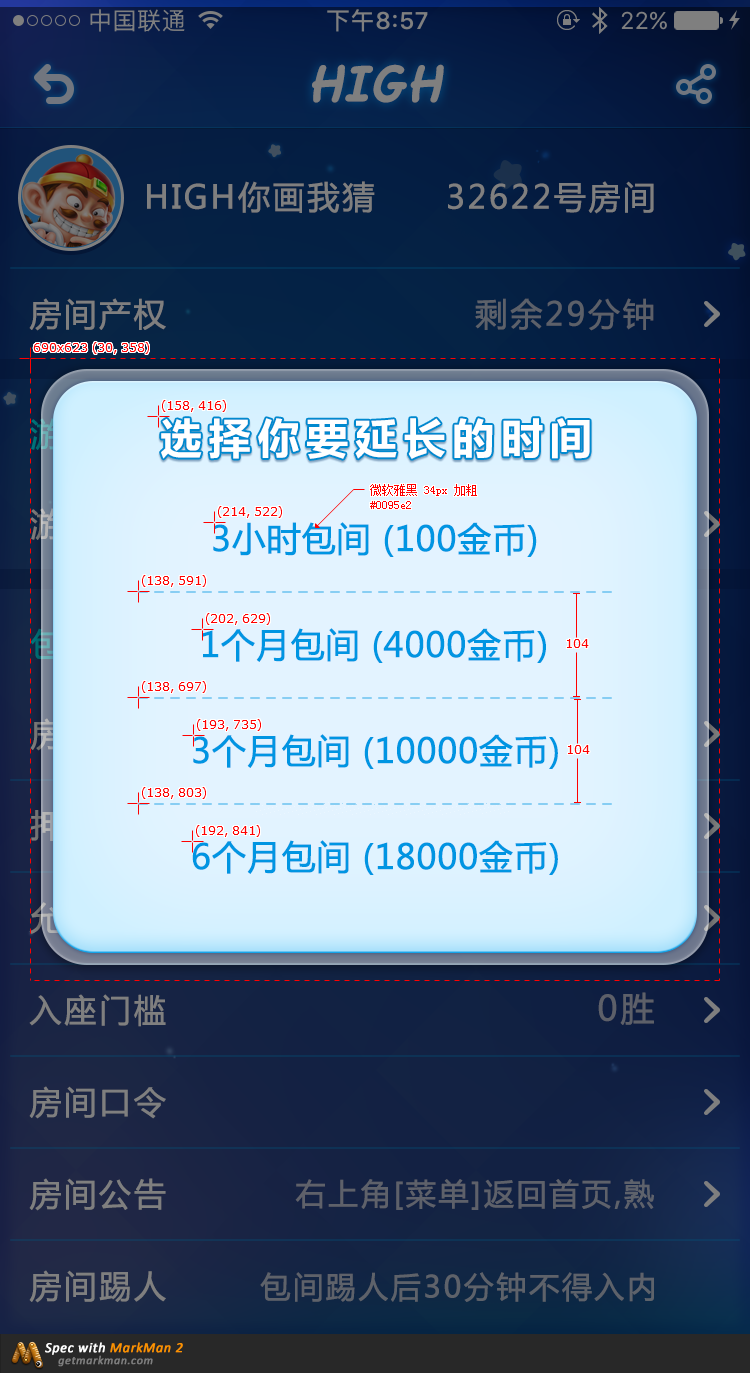 中国联通 下午8:57 22%
HIGH
HIGH你画我猜 32622号房间
房间产权 剩余29分钟
690x623 (30, 358)
(158, 416)
选择你要延长的时间
游
微软雅黑 34px 加粗
#0095e2
(214, 522)
游
3小时包间 (100金币)
(138, 591)
(202, 629)
包
1个月包间 (4000金币)
104
(138, 697)
(193, 735)
房
3个月包间 (10000金币)
104
(138, 803)
押
(192, 841)
6个月包间 (18000金币)
允
入座门槛 0胜
房间口令
房间公告 右上角[菜单]返回首页,熟
房间踢人 包间踢人后30分钟不得入内
Spec with MarkMan 2
getmarkman.com